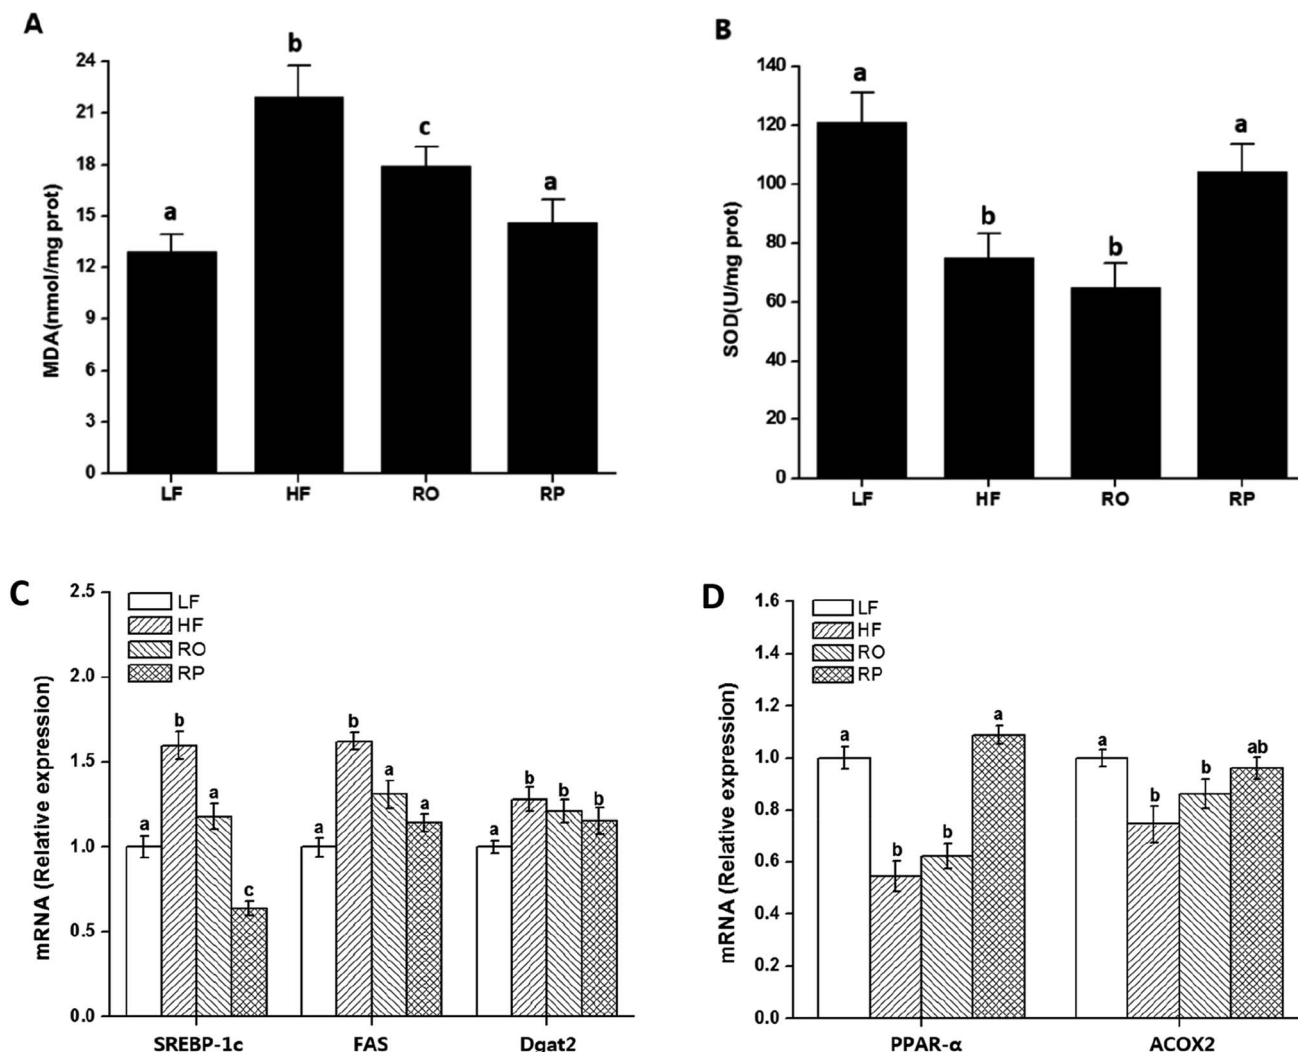 A
MDA(nmol/mg prot)
24
21
18
15
12
9
6
3
0
a
b
c
a
LF HF RO RP
B
SOD(U/mg prot)
140
120
100
80
60
40
20
0
a
b
b
a
LF HF RO RP
C
mRNA (Relative expression)
2.5
2.0
1.5
1.0
0.5
0.0
LF
HF
RO
RP
a b a c
a b a a
a b b b
SREBP-1c FAS Dgat2
D
mRNA (Relative expression)
1.6
1.4
1.2
1.0
0.8
0.6
0.4
0.2
0.0
LF
HF
RO
RP
a b b a
a b b ab
PPAR-α ACOX2